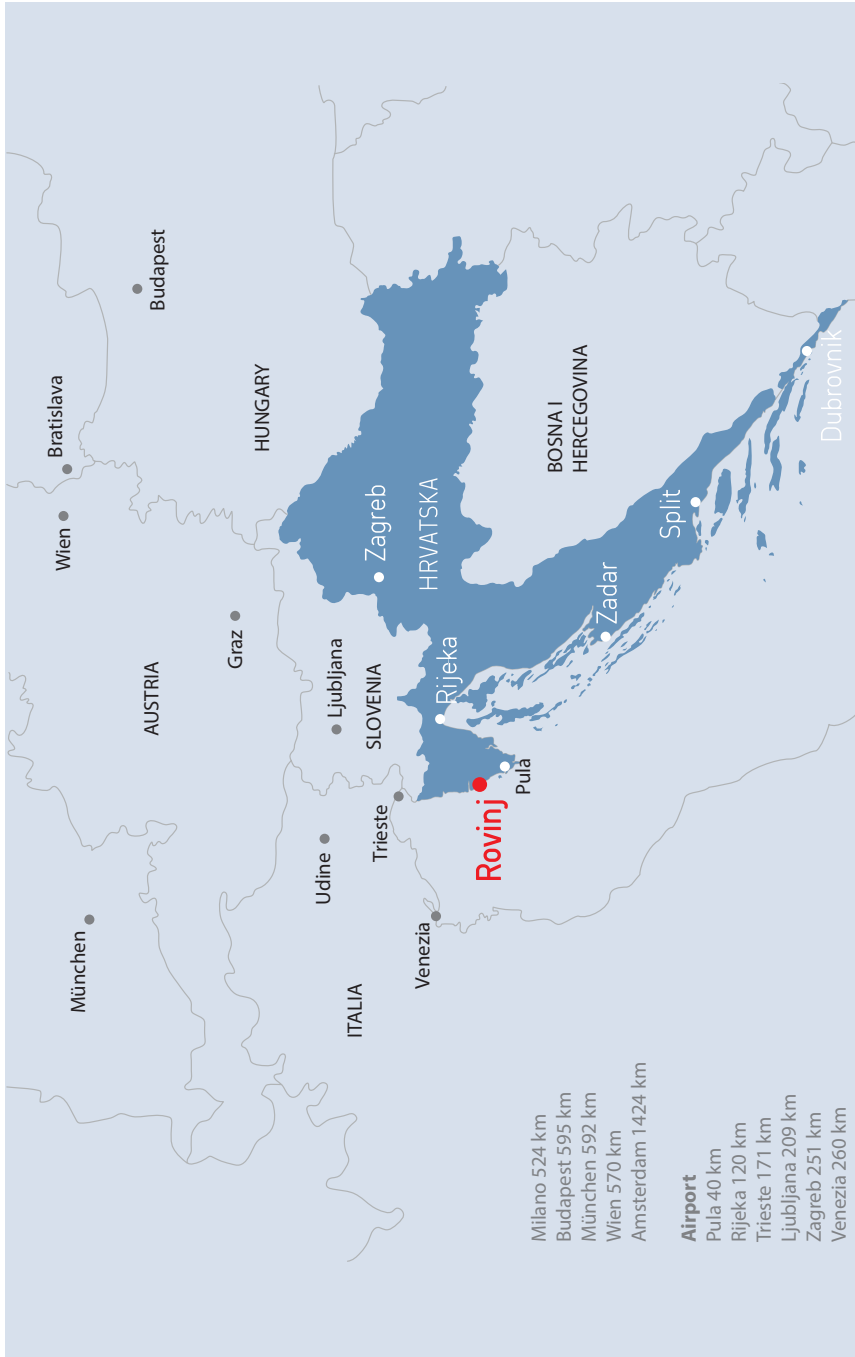 München
Wien
Bratislava
Budapest
AUSTRIA
Graz
HUNGARY
Udine
Ljubljana
ITALIA
SLOVENIA
Trieste
Zagreb
Venezia
HRVATSKA
Rijeka
Rovinj
Pula
BOSNA I
HERCEGOVINA
Zadar
Split
Dubrovnik
Milano 524 km
Budapest 595 km
München 592 km
Wien 570 km
Amsterdam 1424 km
Airport
Pula 40 km
Rijeka 120 km
Trieste 171 km
Ljubljana 209 km
Zagreb 251 km
Venezia 260 km